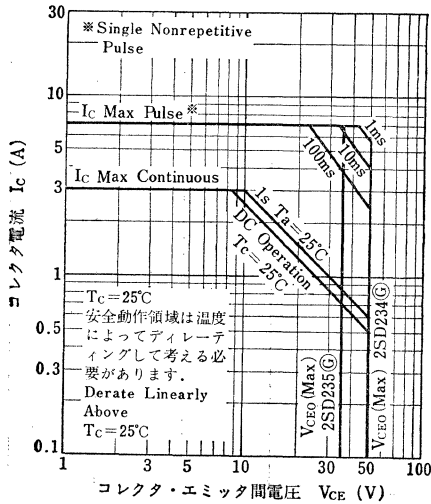 ※Single Nonrepetitive
Pulse
30
10
5
3
1
0.5
0.3
0.1
コレクタ電流 IC (A)
IC Max Pulse※
IC Max Continuous
1ms
10ms
100ms
1s Ta=25℃
DC Operation
Tc=25℃
TC=25℃
安全動作領域は温度
によってディレーテ
ィングして考える必
要があります.
Derate Linearly
Above
TC=25℃
VCEO(Max)
2SD235Ⓖ
VCEO(Max) 2SD234Ⓖ
1
3
5
10
30
50
100
コレクタ・エミッタ間電圧 VCE (V)